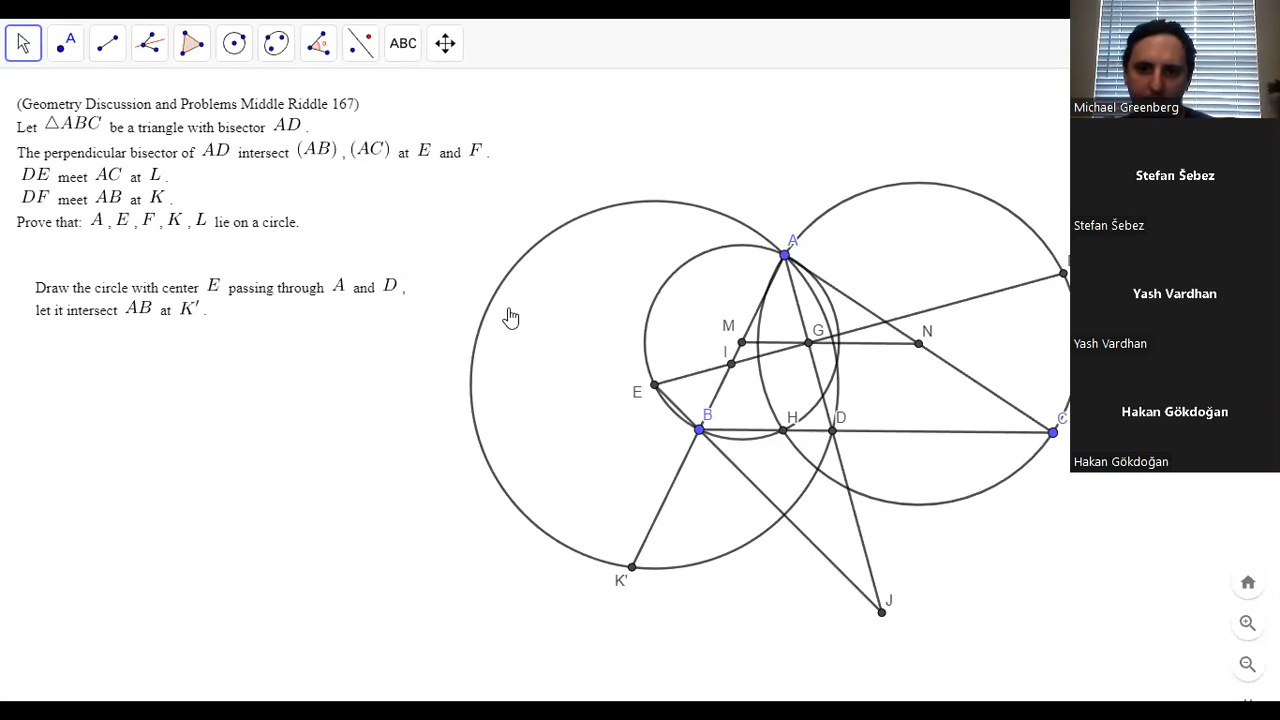 ABC
(Geometry Discussion and Problems Middle Riddle 167)
Let △ABC be a triangle with bisector AD .
The perpendicular bisector of AD intersect (AB) , (AC) at E and F .
DE meet AC at L .
DF meet AB at K .
Prove that: A , E , F , K , L lie on a circle.
Draw the circle with center E passing through A and D ,
let it intersect AB at K' .
A
M
G
N
I
E
B
H
D
C
K'
J
Michael Greenberg
Stefan Šebez
Stefan Šebez
Yash Vardhan
Yash Vardhan
Hakan Gökdoğan
Hakan Gökdoğan